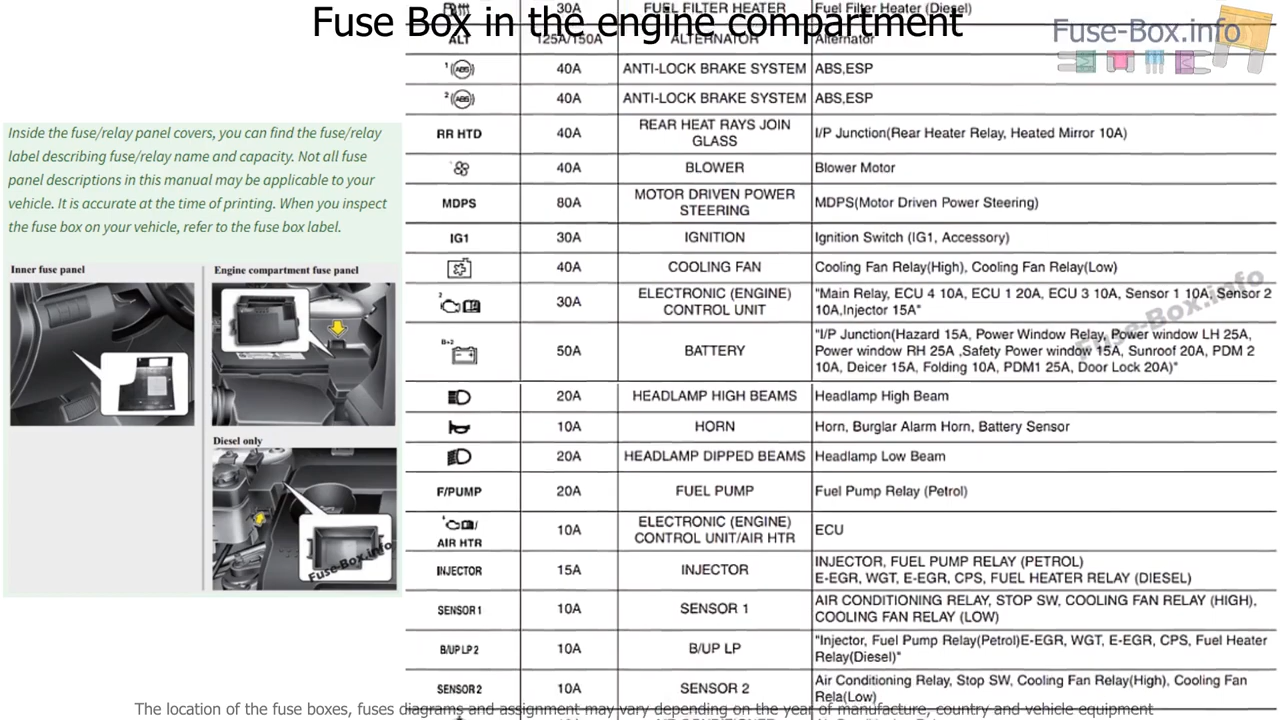 Fuse Box in the engine compartment
Fuse-Box.info
Inside the fuse/relay panel covers, you can find the fuse/relay
label describing fuse/relay name and capacity. Not all fuse
panel descriptions in this manual may be applicable to your
vehicle. It is accurate at the time of printing. When you inspect
the fuse box on your vehicle, refer to the fuse box label.
Inner fuse panel
Engine compartment fuse panel
Diesel only
Fuse-Box.info
30A FUEL FILTER HEATER Fuel Filter Heater (Diesel)
ALT 125A/150A ALTERNATOR Alternator
1 ABS 40A ANTI-LOCK BRAKE SYSTEM ABS,ESP
2 ABS 40A ANTI-LOCK BRAKE SYSTEM ABS,ESP
RR HTD 40A REAR HEAT RAYS JOIN
GLASS I/P Junction(Rear Heater Relay, Heated Mirror 10A)
40A BLOWER Blower Motor
MDPS 80A MOTOR DRIVEN POWER
STEERING MDPS(Motor Driven Power Steering)
IG1 30A IGNITION Ignition Switch (IG1, Accessory)
40A COOLING FAN Cooling Fan Relay(High), Cooling Fan Relay(Low)
2 30A ELECTRONIC (ENGINE)
CONTROL UNIT "Main Relay, ECU 4 10A, ECU 1 20A, ECU 3 10A, Sensor 1 10A, Sensor 2
10A,Injector 15A"
Fuse-Box.info
B+2 50A BATTERY "I/P Junction(Hazard 15A, Power Window Relay, Power window LH 25A,
Power window RH 25A ,Safety Power window 15A, Sunroof 20A, PDM 2
10A, Deicer 15A, Folding 10A, PDM1 25A, Door Lock 20A)"
20A HEADLAMP HIGH BEAMS Headlamp High Beam
10A HORN Horn, Burglar Alarm Horn, Battery Sensor
20A HEADLAMP DIPPED BEAMS Headlamp Low Beam
F/PUMP 20A FUEL PUMP Fuel Pump Relay (Petrol)
/
AIR HTR 10A ELECTRONIC (ENGINE)
CONTROL UNIT/AIR HTR ECU
INJECTOR 15A INJECTOR INJECTOR, FUEL PUMP RELAY (PETROL)
E-EGR, WGT, E-EGR, CPS, FUEL HEATER RELAY (DIESEL)
SENSOR1 10A SENSOR 1 AIR CONDITIONING RELAY, STOP SW, COOLING FAN RELAY (HIGH),
COOLING FAN RELAY (LOW)
B/UP LP2 10A B/UP LP "Injector, Fuel Pump Relay(Petrol)E-EGR, WGT, E-EGR, CPS, Fuel Heater
Relay(Diesel)"
SENSOR2 10A SENSOR 2 Air Conditioning Relay, Stop SW, Cooling Fan Relay(High), Cooling Fan
Rela(Low)
The location of the fuse boxes, fuses diagrams and assignment may vary depending on the year of manufacture, country and vehicle equipment